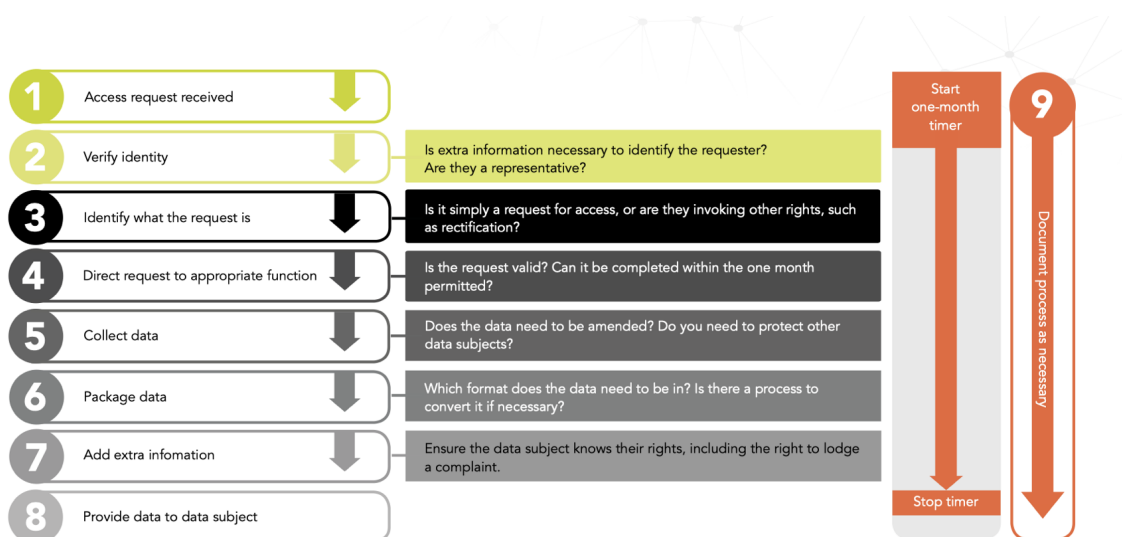 1
Access request received
2
Verify identity
Is extra information necessary to identify the requester?
Are they a representative?
3
Identify what the request is
Is it simply a request for access, or are they invoking other rights, such
as rectification?
4
Direct request to appropriate function
Is the request valid? Can it be completed within the one month
permitted?
5
Collect data
Does the data need to be amended? Do you need to protect other
data subjects?
6
Package data
Which format does the data need to be in? Is there a process to
convert it if necessary?
7
Add extra infomation
Ensure the data subject knows their rights, including the right to lodge
a complaint.
8
Provide data to data subject
Start
one-month
timer
Stop timer
9
Document process as necessary